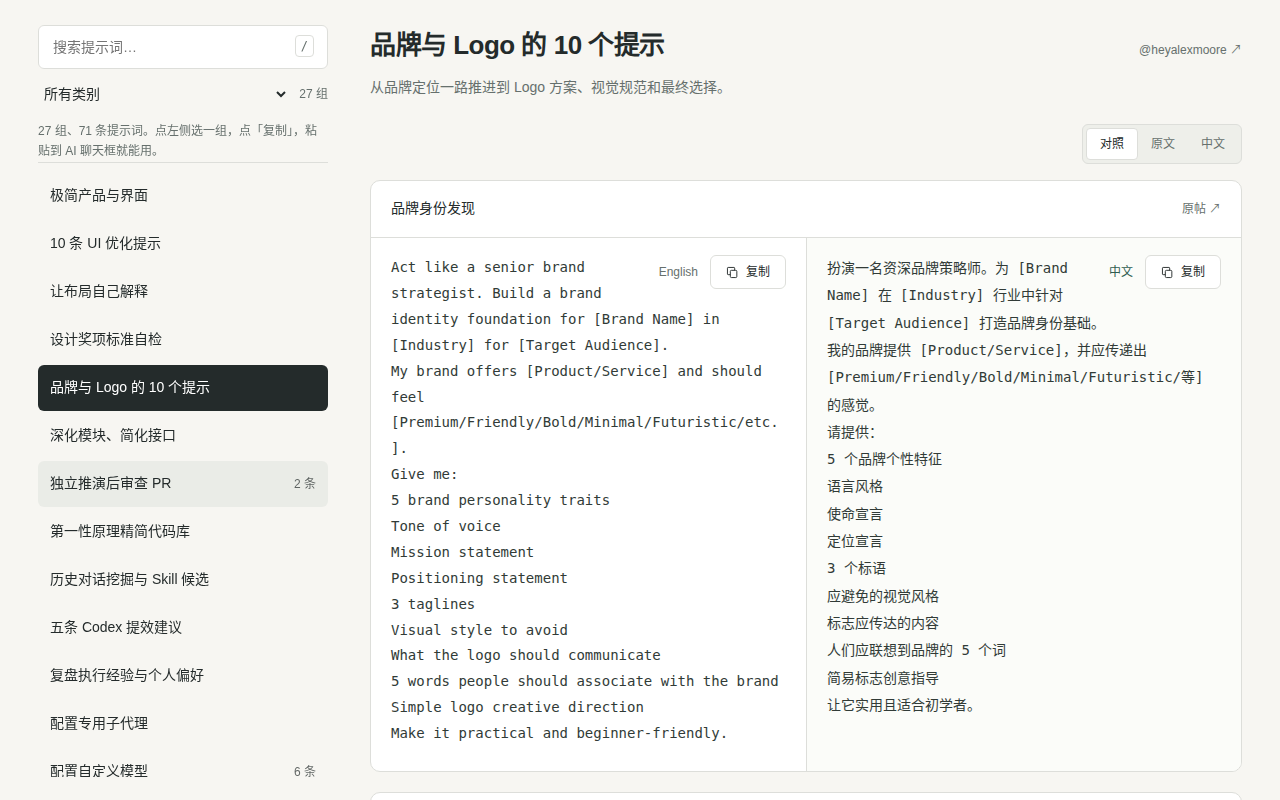 搜索提示词…
/
所有类别
27 组
27 组、71 条提示词。点左侧选一组，点「复制」，粘
贴到 AI 聊天框就能用。
极简产品与界面
10 条 UI 优化提示
让布局自己解释
设计奖项标准自检
品牌与 Logo 的 10 个提示
深化模块、简化接口
独立推演后审查 PR
2 条
第一性原理精简代码库
历史对话挖掘与 Skill 候选
五条 Codex 提效建议
复盘执行经验与个人偏好
配置专用子代理
配置自定义模型
6 条
品牌与 Logo 的 10 个提示
@heyalexmoore ↗
从品牌定位一路推进到 Logo 方案、视觉规范和最终选择。
对照
原文
中文
品牌身份发现
原帖 ↗
English
复制
Act like a senior brand
strategist. Build a brand
identity foundation for [Brand Name] in
[Industry] for [Target Audience].
My brand offers [Product/Service] and should
feel
[Premium/Friendly/Bold/Minimal/Futuristic/etc.
].
Give me:
5 brand personality traits
Tone of voice
Mission statement
Positioning statement
3 taglines
Visual style to avoid
What the logo should communicate
5 words people should associate with the brand
Simple logo creative direction
Make it practical and beginner-friendly.
中文
复制
扮演一名资深品牌策略师。为 [Brand
Name] 在 [Industry] 行业中针对
[Target Audience] 打造品牌身份基础。
我的品牌提供 [Product/Service]，并应传递出
[Premium/Friendly/Bold/Minimal/Futuristic/等]
的感觉。
请提供：
5 个品牌个性特征
语言风格
使命宣言
定位宣言
3 个标语
应避免的视觉风格
标志应传达的内容
人们应联想到品牌的 5 个词
简易标志创意指导
让它实用且适合初学者。